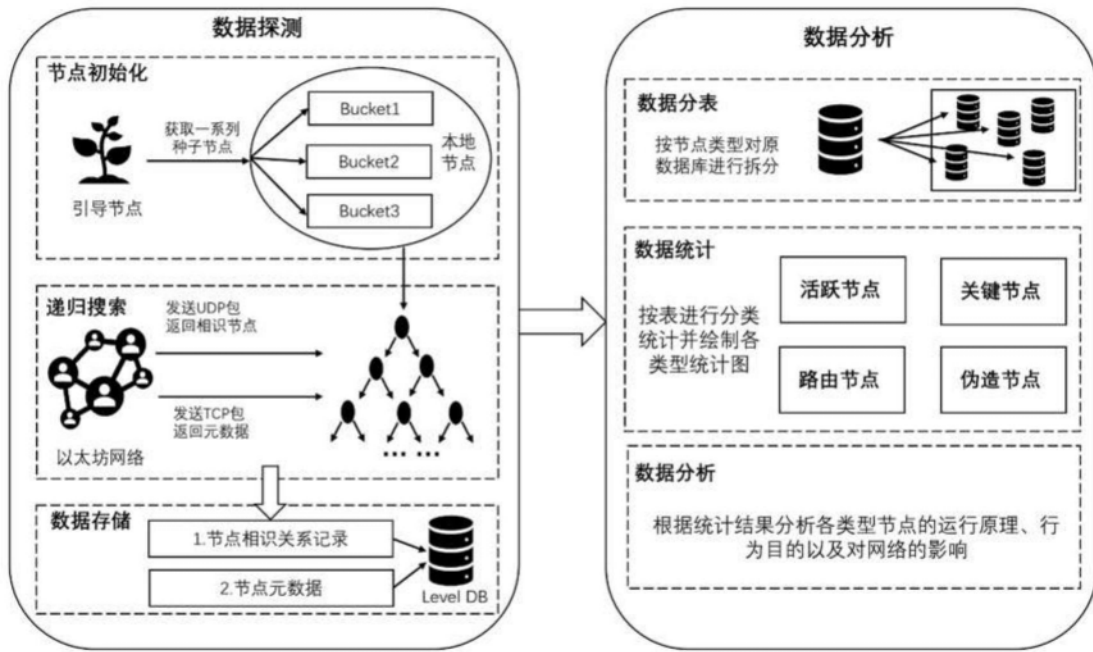 数据探测
节点初始化
获取一系列
种子节点
引导节点
Bucket1
Bucket2
Bucket3
本地
节点
递归搜索
发送UDP包
返回相识节点
发送TCP包
返回元数据
以太坊网络
... ...
数据存储
1.节点相识关系记录
2.节点元数据
Level DB
数据分析
数据分表
按节点类型对原
数据库进行拆分
数据统计
按表进行分类
统计并绘制各
类型统计图
活跃节点
关键节点
路由节点
伪造节点
数据分析
根据统计结果分析各类型节点的运行原理、行
为目的以及对网络的影响